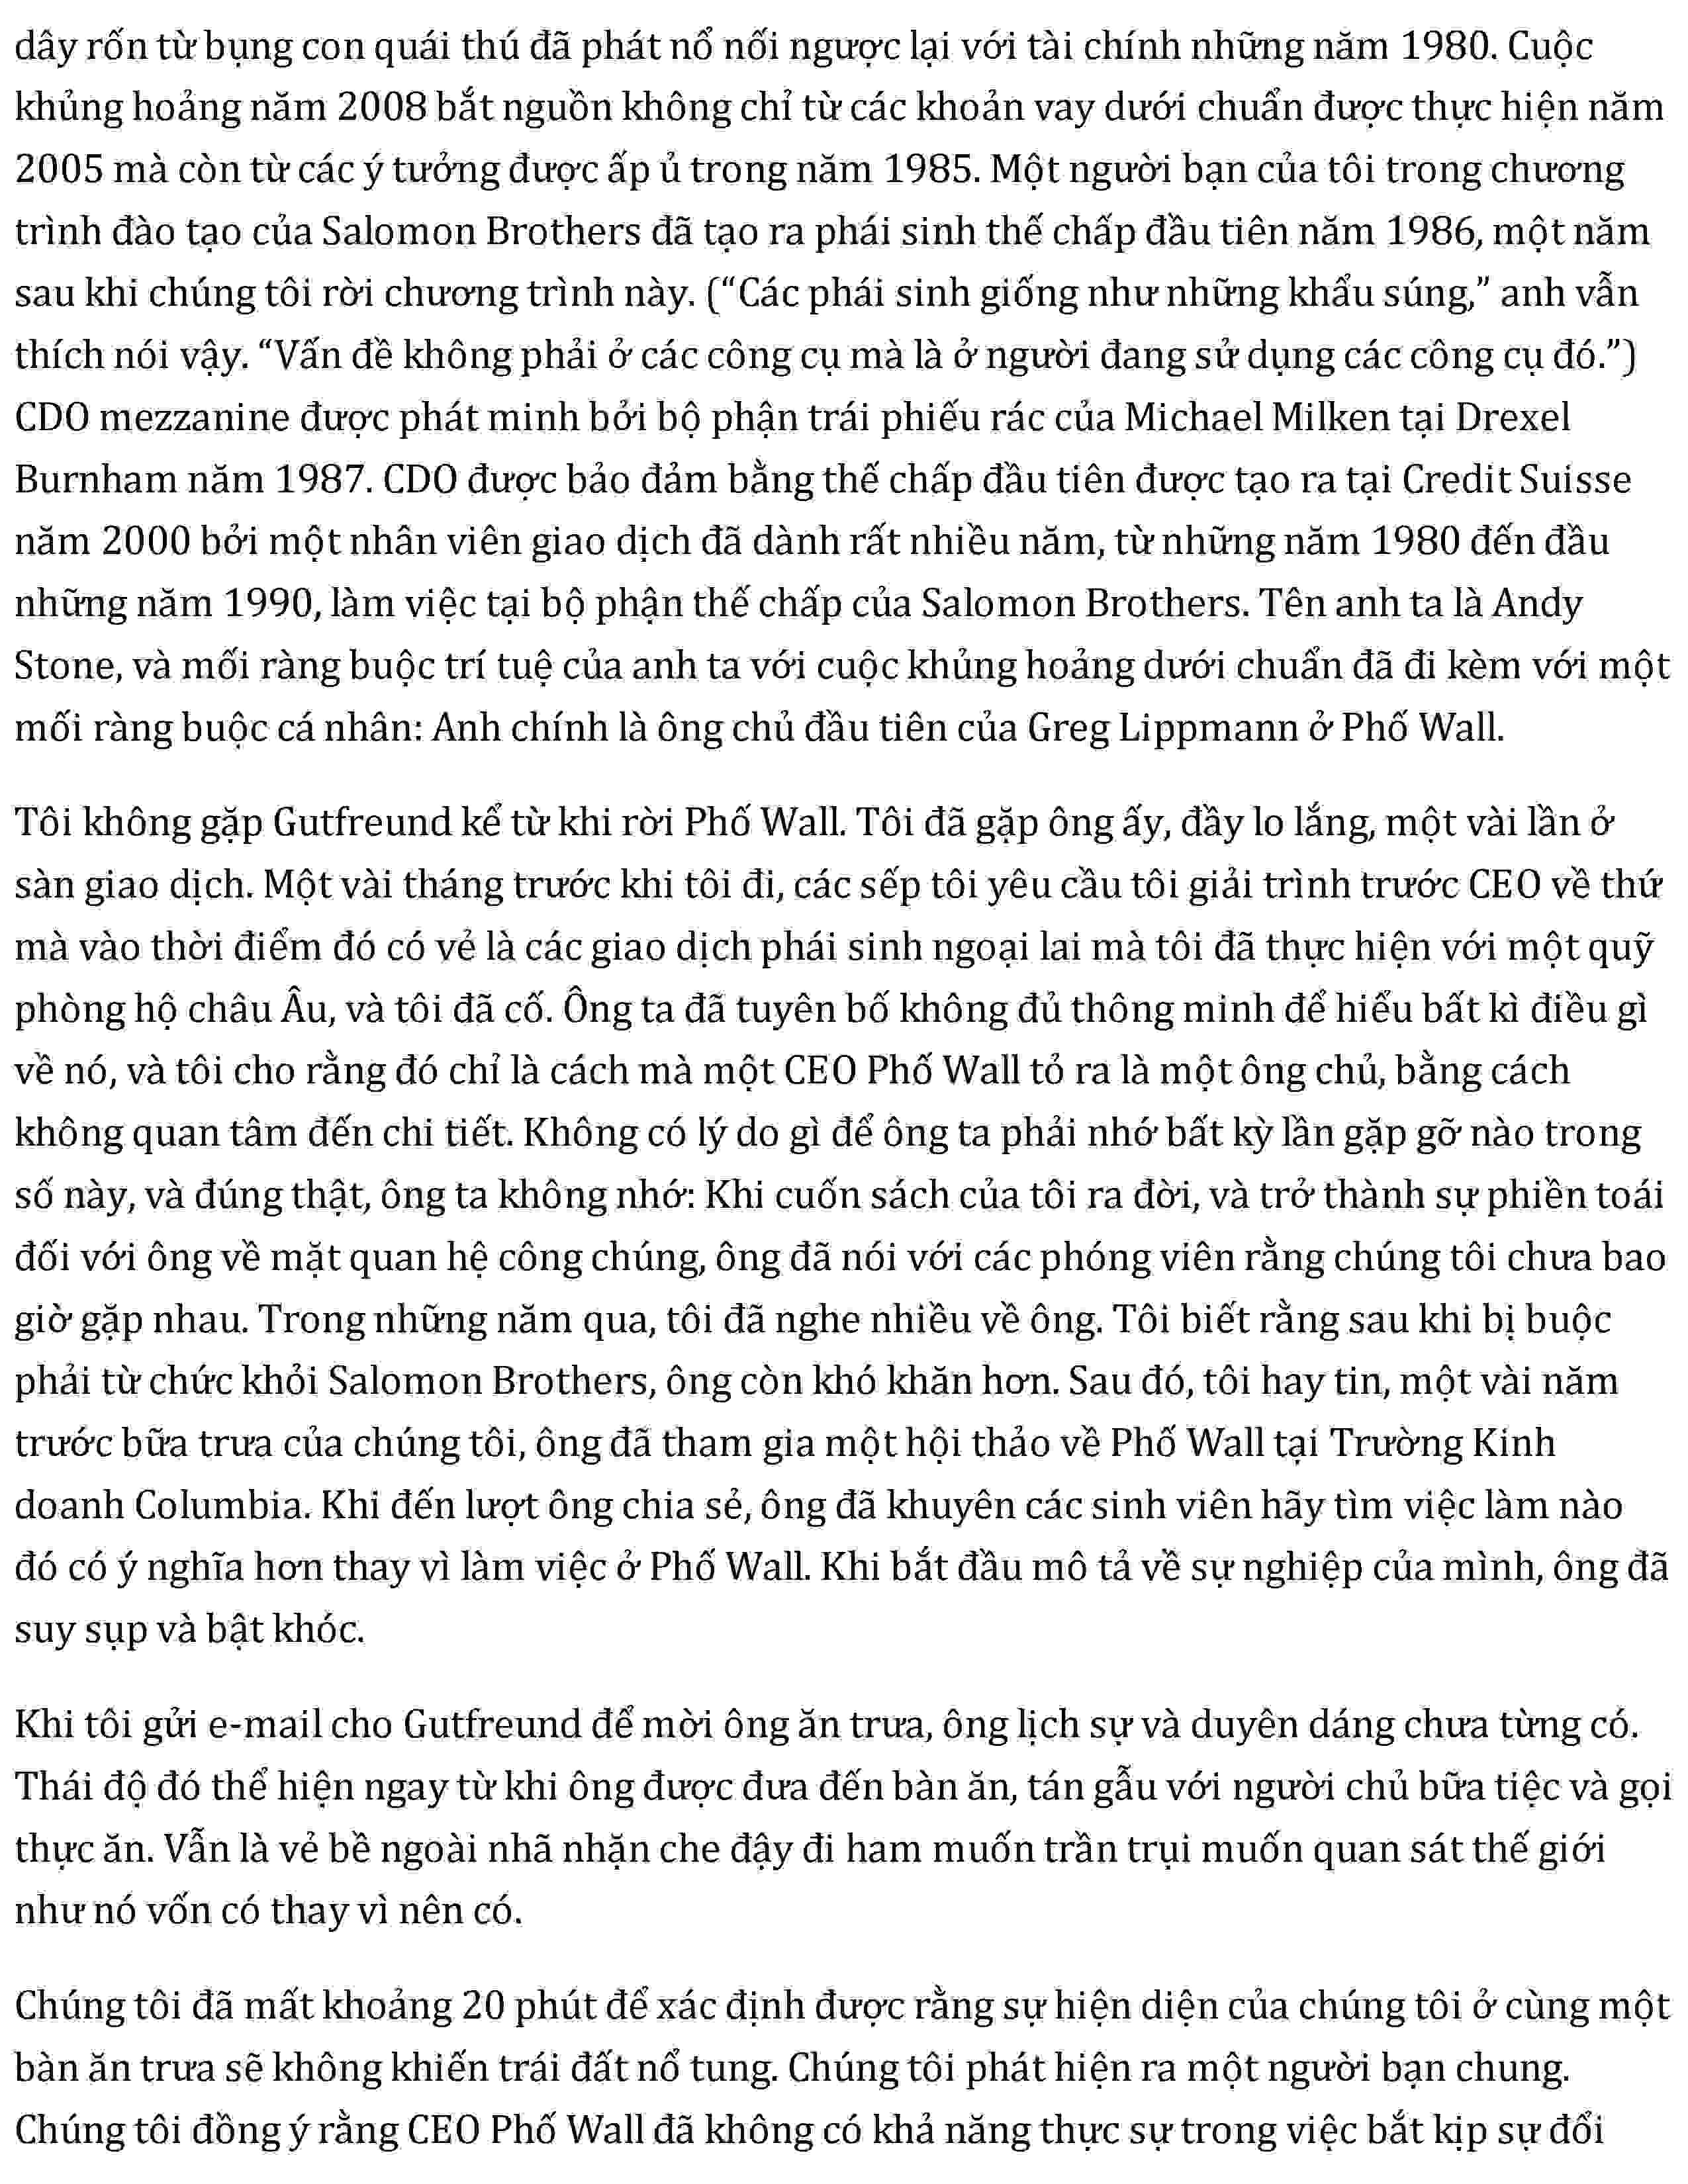 dây rốn từ bụng con quái thú đã phát nổ nối ngược lại với tài chính những năm 1980. Cuộc
khủng hoảng năm 2008 bắt nguồn không chỉ từ các khoản vay dưới chuẩn được thực hiện năm
2005 mà còn từ các ý tưởng được ấp ủ trong năm 1985. Một người bạn của tôi trong chương
trình đào tạo của Salomon Brothers đã tạo ra phái sinh thế chấp đầu tiên năm 1986, một năm
sau khi chúng tôi rời chương trình này. (“Các phái sinh giống như những khẩu súng,” anh vẫn
thích nói vậy. “Vấn đề không phải ở các công cụ mà là ở người đang sử dụng các công cụ đó.”)
CDO mezzanine được phát minh bởi bộ phận trái phiếu rác của Michael Milken tại Drexel
Burnham năm 1987. CDO được bảo đảm bằng thế chấp đầu tiên được tạo ra tại Credit Suisse
năm 2000 bởi một nhân viên giao dịch đã dành rất nhiều năm, từ những năm 1980 đến đầu
những năm 1990, làm việc tại bộ phận thế chấp của Salomon Brothers. Tên anh ta là Andy
Stone, và mối ràng buộc trí tuệ của anh ta với cuộc khủng hoảng dưới chuẩn đã đi kèm với một
mối ràng buộc cá nhân: Anh chính là ông chủ đầu tiên của Greg Lippmann ở Phố Wall.
Tôi không gặp Gutfreund kể từ khi rời Phố Wall. Tôi đã gặp ông ấy, đầy lo lắng, một vài lần ở
sàn giao dịch. Một vài tháng trước khi tôi đi, các sếp tôi yêu cầu tôi giải trình trước CEO về thứ
mà vào thời điểm đó có vẻ là các giao dịch phái sinh ngoại lai mà tôi đã thực hiện với một quỹ
phòng hộ châu Âu, và tôi đã cố. Ông ta đã tuyên bố không đủ thông minh để hiểu bất kì điều gì
về nó, và tôi cho rằng đó chỉ là cách mà một CEO Phố Wall tỏ ra là một ông chủ, bằng cách
không quan tâm đến chi tiết. Không có lý do gì để ông ta phải nhớ bất kỳ lần gặp gỡ nào trong
số này, và đúng thật, ông ta không nhớ: Khi cuốn sách của tôi ra đời, và trở thành sự phiền toái
đối với ông về mặt quan hệ công chúng, ông đã nói với các phóng viên rằng chúng tôi chưa bao
giờ gặp nhau. Trong những năm qua, tôi đã nghe nhiều về ông. Tôi biết rằng sau khi bị buộc
phải từ chức khỏi Salomon Brothers, ông còn khó khăn hơn. Sau đó, tôi hay tin, một vài năm
trước bữa trưa của chúng tôi, ông đã tham gia một hội thảo về Phố Wall tại Trường Kinh
doanh Columbia. Khi đến lượt ông chia sẻ, ông đã khuyên các sinh viên hãy tìm việc làm nào
đó có ý nghĩa hơn thay vì làm việc ở Phố Wall. Khi bắt đầu mô tả về sự nghiệp của mình, ông đã
suy sụp và bật khóc.
Khi tôi gửi e-mail cho Gutfreund để mời ông ăn trưa, ông lịch sự và duyên dáng chưa từng có.
Thái độ đó thể hiện ngay từ khi ông được đưa đến bàn ăn, tán gẫu với người chủ bữa tiệc và gọi
thực ăn. Vẫn là vẻ bề ngoài nhã nhặn che đậy đi ham muốn trần trụi muốn quan sát thế giới
như nó vốn có thay vì nên có.
Chúng tôi đã mất khoảng 20 phút để xác định được rằng sự hiện diện của chúng tôi ở cùng một
bàn ăn trưa sẽ không khiến trái đất nổ tung. Chúng tôi phát hiện ra một người bạn chung.
Chúng tôi đồng ý rằng CEO Phố Wall đã không có khả năng thực sự trong việc bắt kịp sự đổi